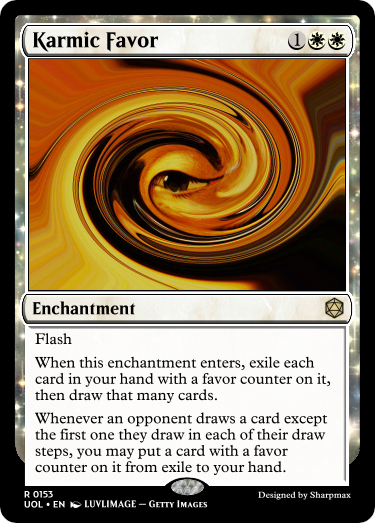 Karmic Favor 1
Enchantment
Flash
When this enchantment enters, exile each
card in your hand with a favor counter on it,
then draw that many cards.
Whenever an opponent draws a card except
the first one they draw in each of their draw
steps, you may put a card with a favor
counter on it from exile to your hand.
R 0153
UOL • EN LUVLIMAGE — Getty Images
Designed by Sharpmax